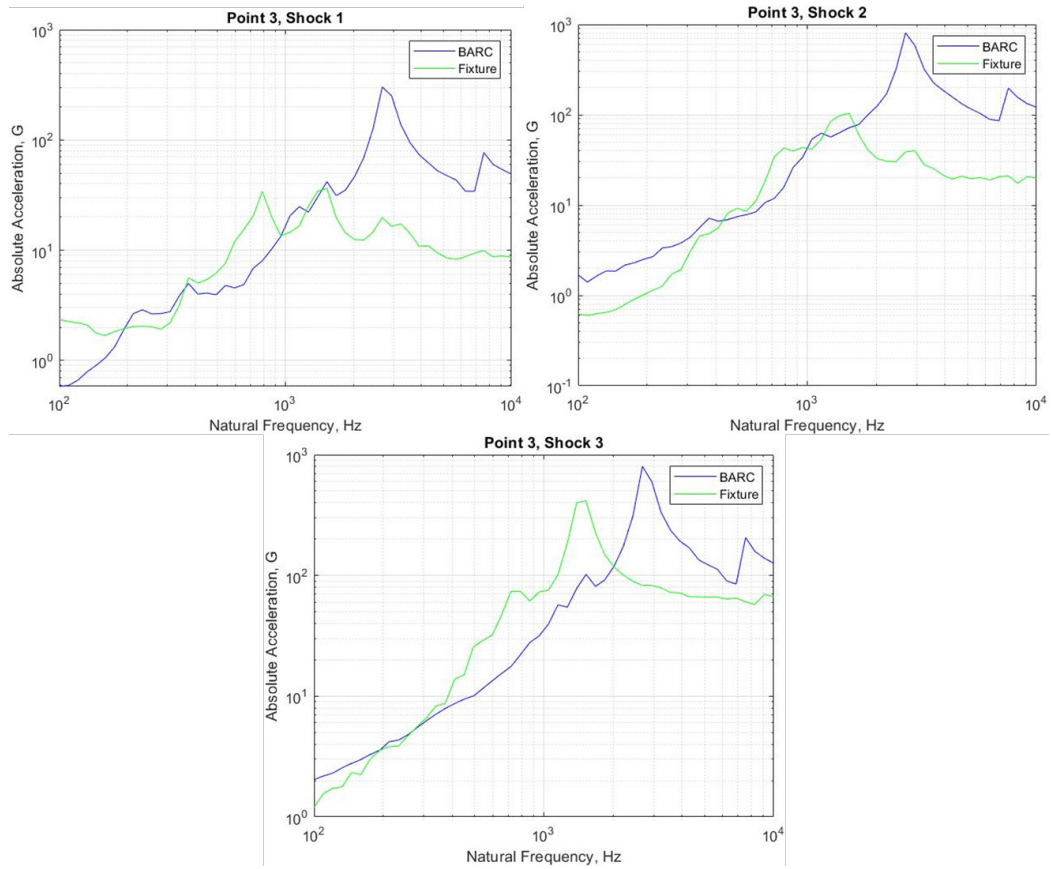 Point 3, Shock 1
10^3
10^2
10^1
10^0
Absolute Acceleration, G
BARC
Fixture
10^2
10^3
10^4
Natural Frequency, Hz
Point 3, Shock 2
10^3
10^2
10^1
10^0
10^-1
Absolute Acceleration, G
BARC
Fixture
10^2
10^3
10^4
Natural Frequency, Hz
Point 3, Shock 3
10^3
10^2
10^1
10^0
Absolute Acceleration, G
BARC
Fixture
10^2
10^3
10^4
Natural Frequency, Hz